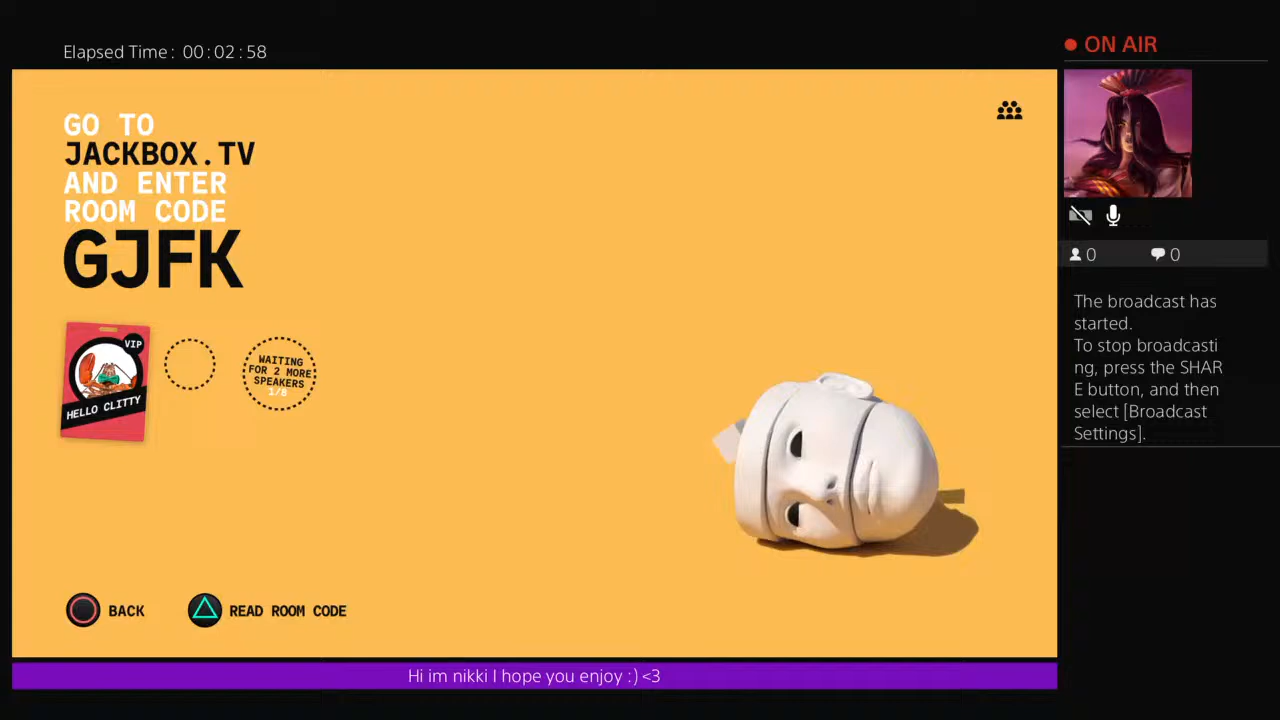 Elapsed Time: 00:02:58
ON AIR
GO TO
JACKBOX.TV
AND ENTER
ROOM CODE
GJFK
VIP
HELLO CLITTY
WAITING
FOR 2 MORE
SPEAKERS
1/8
BACK
READ ROOM CODE
Hi im nikki I hope you enjoy :) <3
0
0
The broadcast has
started.
To stop broadcasti
ng, press the SHAR
E button, and then
select [Broadcast
Settings].